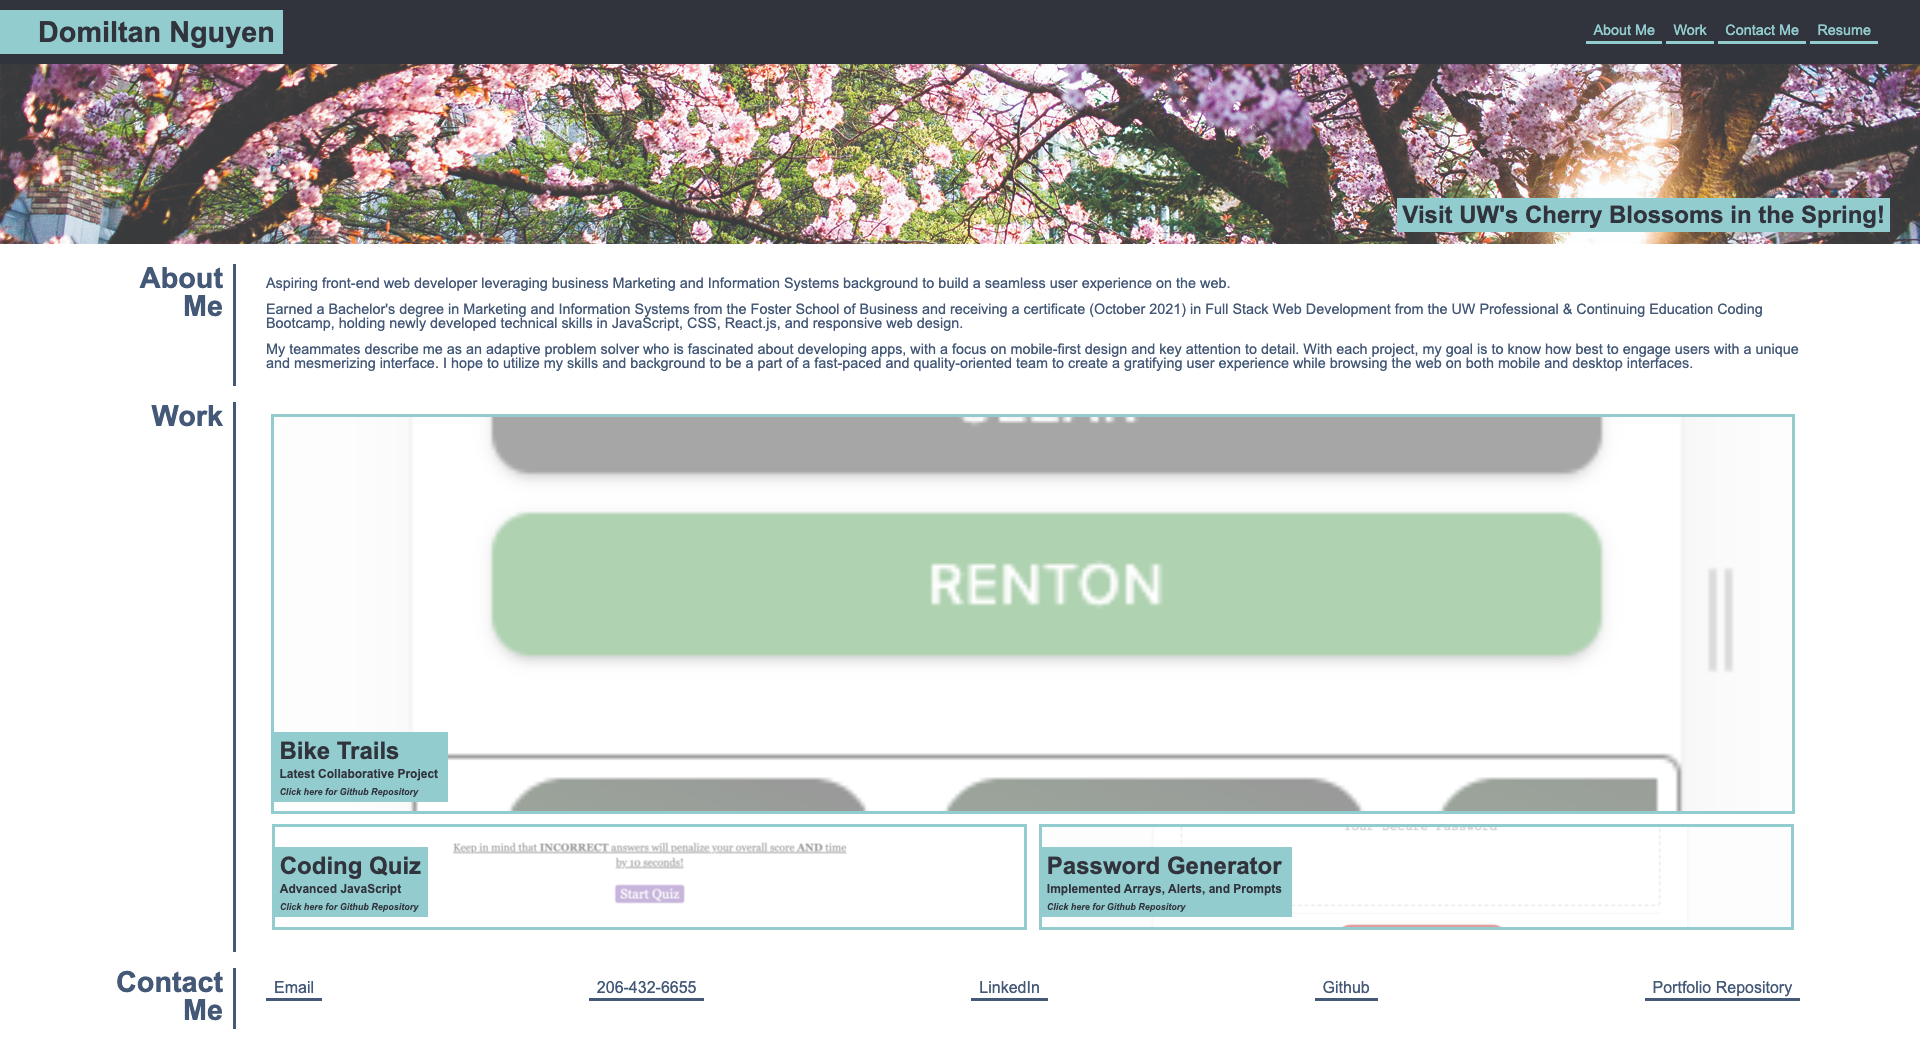 Domiltan Nguyen
About Me Work Contact Me Resume
Visit UW's Cherry Blossoms in the Spring!
About
Me
Aspiring front-end web developer leveraging business Marketing and Information Systems background to build a seamless user experience on the web.
Earned a Bachelor's degree in Marketing and Information Systems from the Foster School of Business and receiving a certificate (October 2021) in Full Stack Web Development from the UW Professional & Continuing Education Coding
Bootcamp, holding newly developed technical skills in JavaScript, CSS, React.js, and responsive web design.
My teammates describe me as an adaptive problem solver who is fascinated about developing apps, with a focus on mobile-first design and key attention to detail. With each project, my goal is to know how best to engage users with a unique
and mesmerizing interface. I hope to utilize my skills and background to be a part of a fast-paced and quality-oriented team to create a gratifying user experience while browsing the web on both mobile and desktop interfaces.
Work
RENTON
Bike Trails
Latest Collaborative Project
Click here for Github Repository
Keep in mind that INCORRECT answers will penalize your overall score AND time
by 10 seconds!
Start Quiz
Coding Quiz
Advanced JavaScript
Click here for Github Repository
Your Secure Password
Password Generator
Implemented Arrays, Alerts, and Prompts
Click here for Github Repository
Contact
Me
Email
206-432-6655
LinkedIn
Github
Portfolio Repository